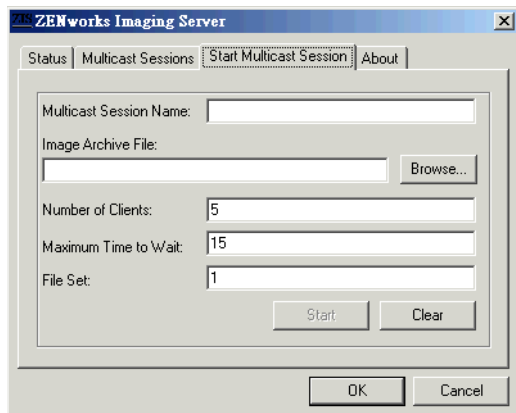 ZIS ZENworks Imaging Server
Status Multicast Sessions Start Multicast Session About
Multicast Session Name:
Image Archive File:
Browse...
Number of Clients: 5
Maximum Time to Wait: 15
File Set: 1
Start Clear
OK Cancel